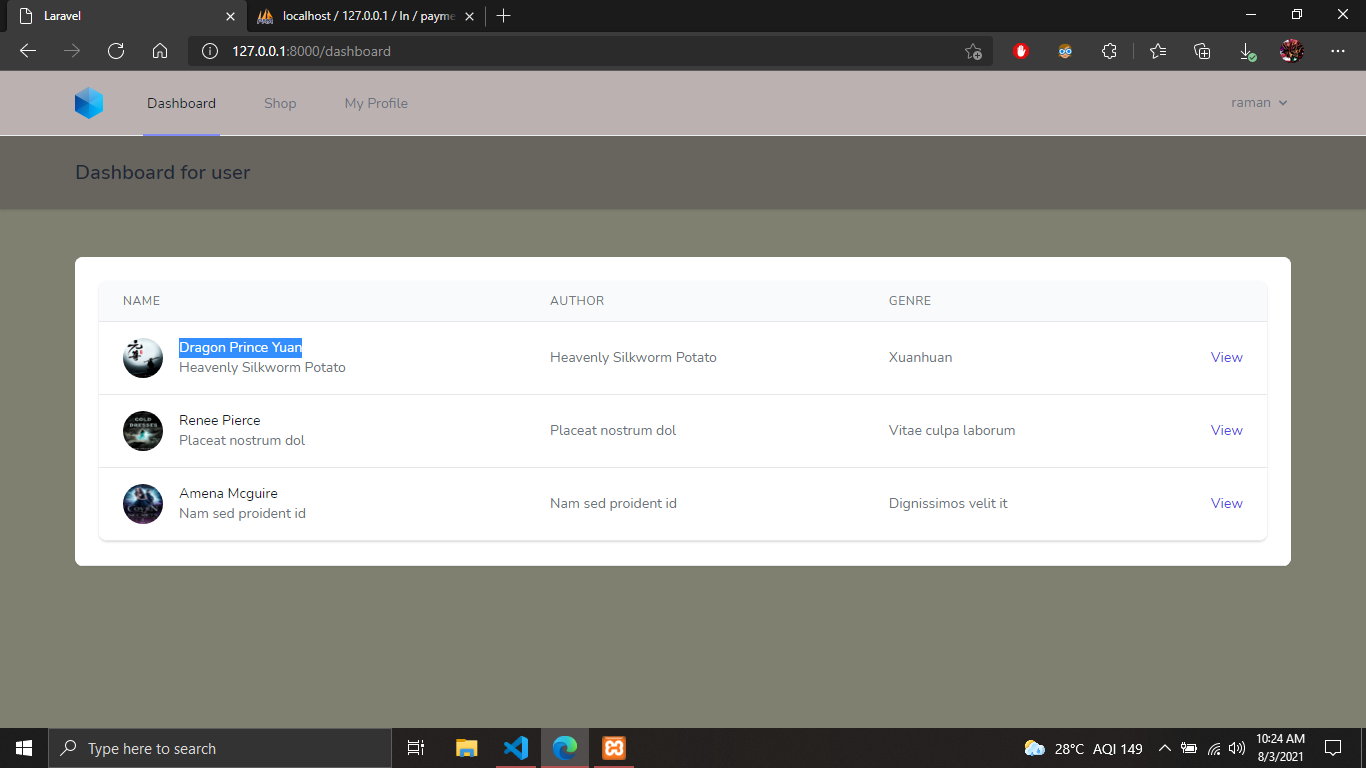 Laravel
localhost / 127.0.0.1 / ln / payme
127.0.0.1:8000/dashboard
Dashboard Shop My Profile raman
Dashboard for user
NAME AUTHOR GENRE
Dragon Prince Yuan
Heavenly Silkworm Potato
Heavenly Silkworm Potato Xuanhuan View
Renee Pierce
Placeat nostrum dol
Placeat nostrum dol Vitae culpa laborum View
Amena Mcguire
Nam sed proident id
Nam sed proident id Dignissimos velit it View
Type here to search
28°C AQI 149
10:24 AM
8/3/2021